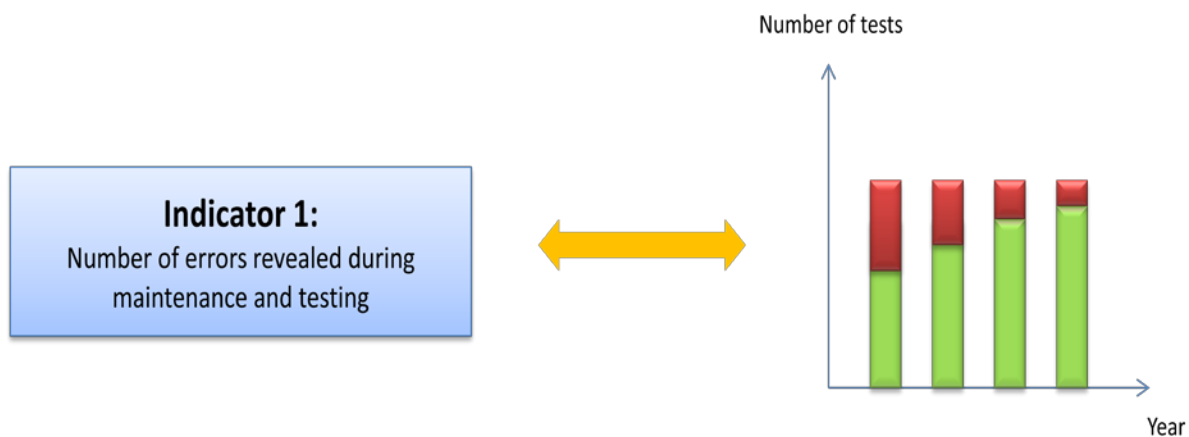 Number of tests
Indicator 1:
Number of errors revealed during
maintenance and testing
Year